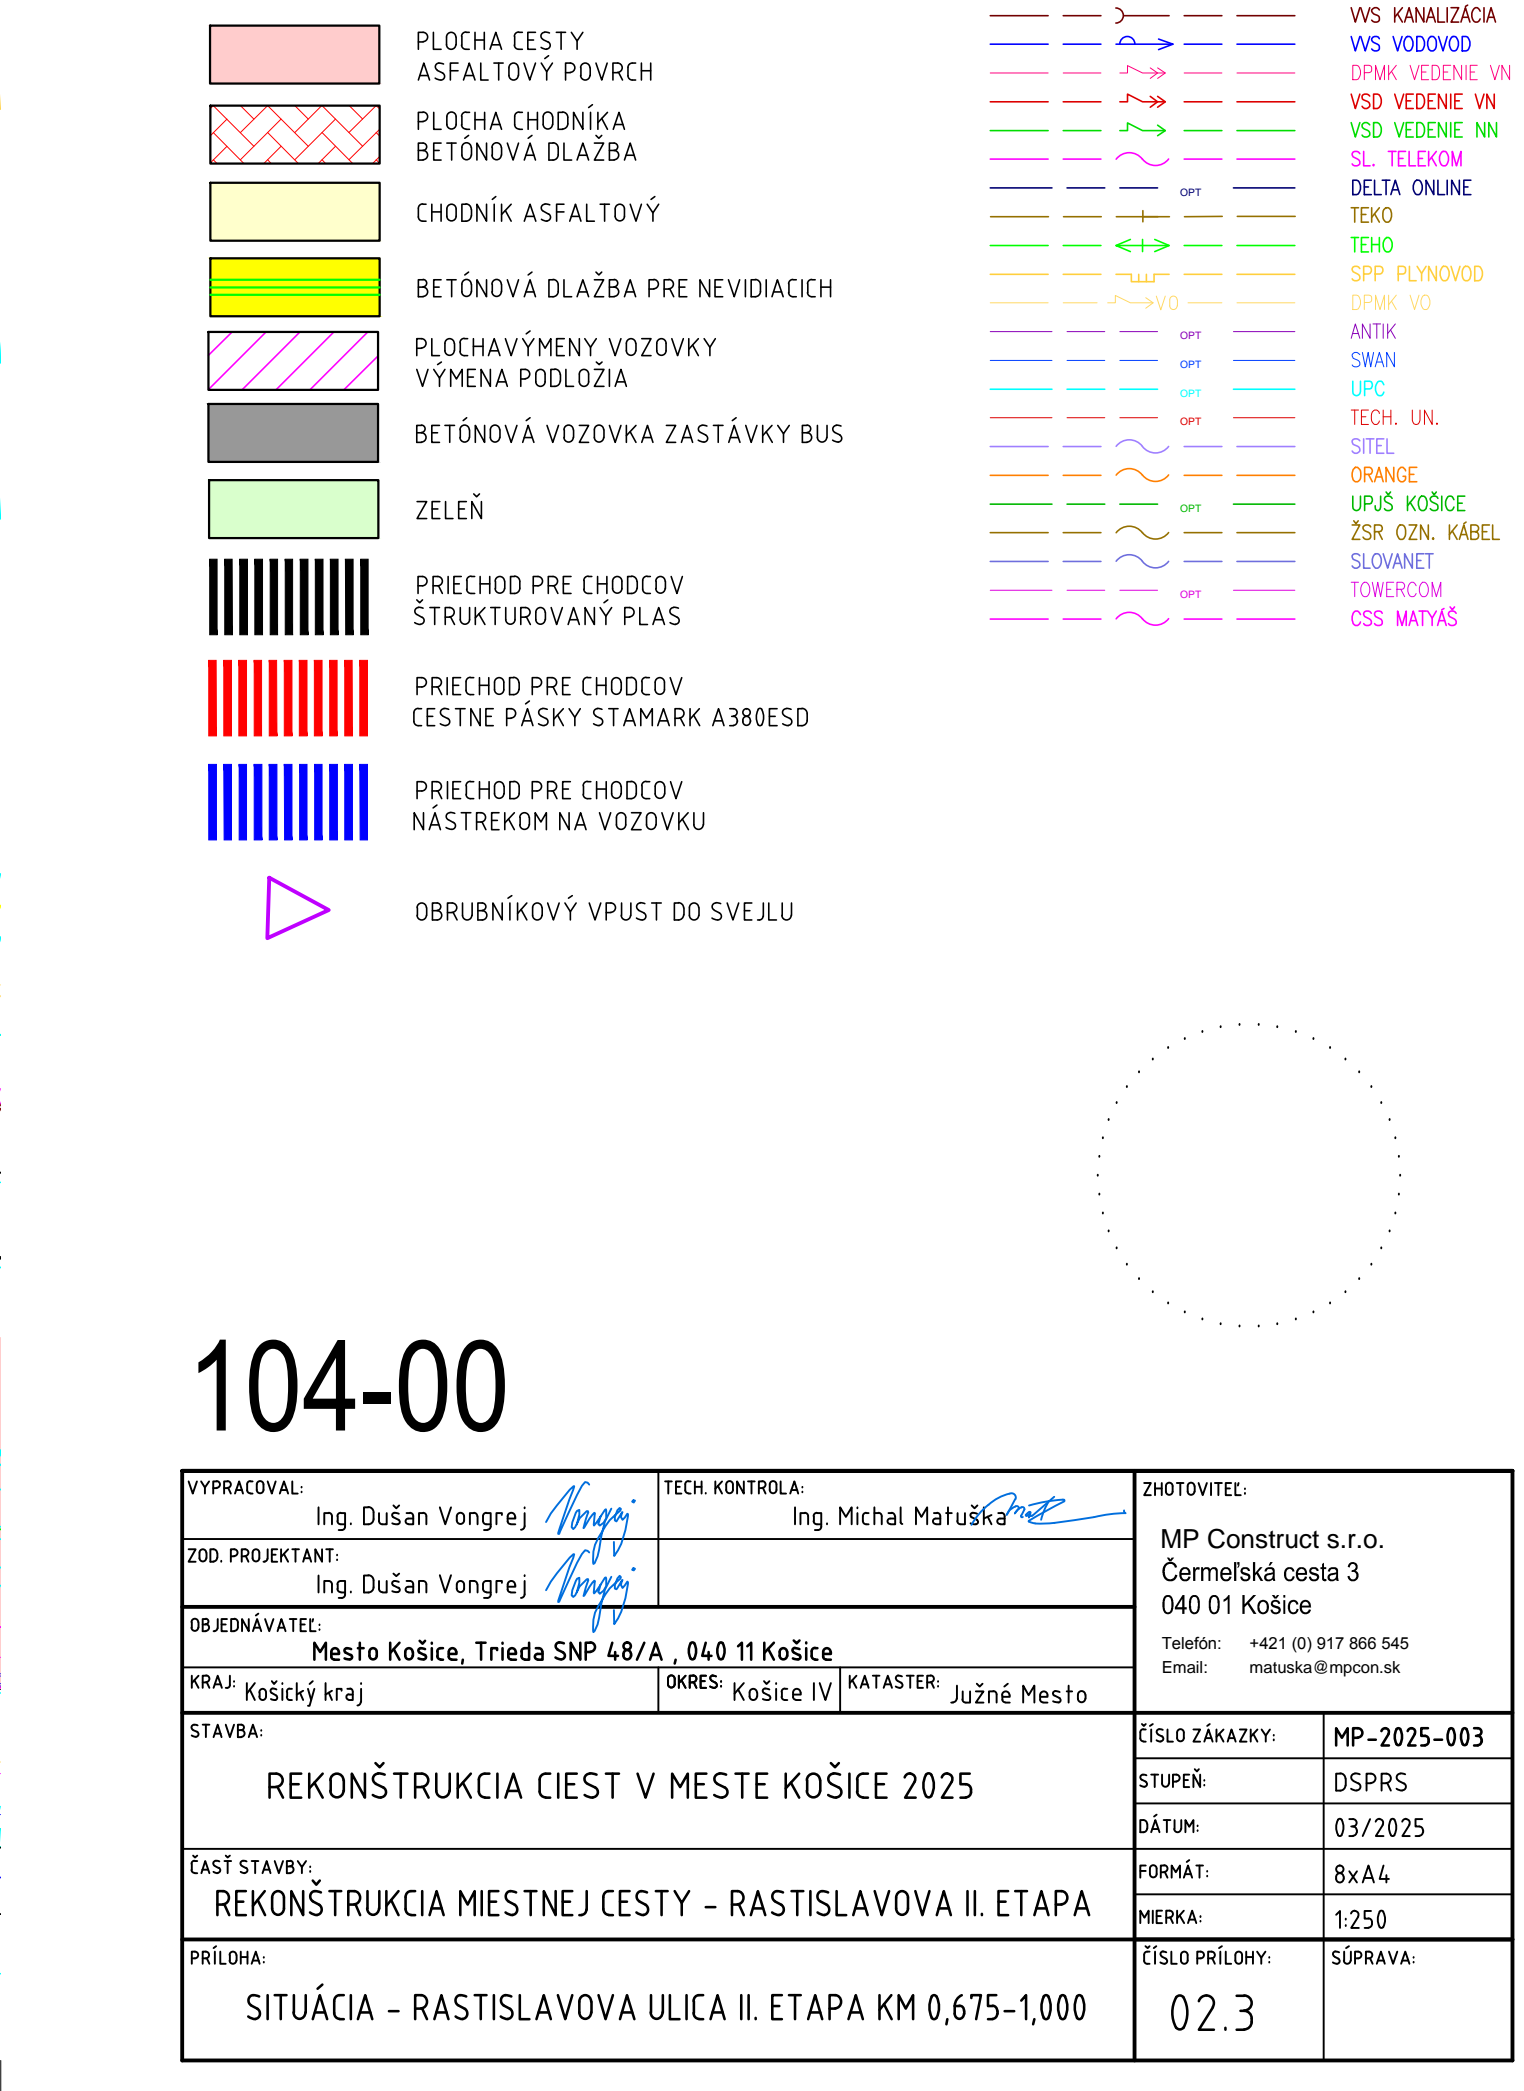 PLOCHA CESTY
ASFALTOVÝ POVRCH
PLOCHA CHODNÍKA
BETÓNOVÁ DLAŽBA
CHODNÍK ASFALTOVÝ
BETÓNOVÁ DLAŽBA PRE NEVIDIACICH
PLOCHAVÝMENY VOZOVKY
VÝMENA PODLOŽIA
BETÓNOVÁ VOZOVKA ZASTÁVKY BUS
ZELEŇ
PRIECHOD PRE CHODCOV
ŠTRUKTUROVANÝ PLAS
PRIECHOD PRE CHODCOV
CESTNE PÁSKY STAMARK A380ESD
PRIECHOD PRE CHODCOV
NÁSTREKOM NA VOZOVKU
OBRUBNÍKOVÝ VPUST DO SVEJLU
VVS KANALIZÁCIA
VVS VODOVOD
DPMK VEDENIE VN
VSD VEDENIE VN
VSD VEDENIE NN
SL. TELEKOM
OPT DELTA ONLINE
TEKO
TEHO
SPP PLYNOVOD
VO DPMK VO
OPT ANTIK
OPT SWAN
OPT UPC
OPT TECH. UN.
SITEL
ORANGE
OPT UPJŠ KOŠICE
ŽSR OZN. KÁBEL
SLOVANET
OPT TOWERCOM
CSS MATYÁŠ
104-00
VYPRACOVAL:
Ing. Dušan Vongrej
TECH. KONTROLA:
Ing. Michal Matuška
ZOD. PROJEKTANT:
Ing. Dušan Vongrej
OBJEDNÁVATEĽ:
Mesto Košice, Trieda SNP 48/A , 040 11 Košice
KRAJ: Košický kraj
OKRES: Košice IV
KATASTER: Južné Mesto
ZHOTOVITEĽ:
MP Construct s.r.o.
Čermeľská cesta 3
040 01 Košice
Telefón: +421 (0) 917 866 545
Email: matuska@mpcon.sk
STAVBA:
REKONŠTRUKCIA CIEST V MESTE KOŠICE 2025
ČÍSLO ZÁKAZKY: MP-2025-003
STUPEŇ: DSPRS
DÁTUM: 03/2025
ČASŤ STAVBY:
REKONŠTRUKCIA MIESTNEJ CESTY - RASTISLAVOVA II. ETAPA
FORMÁT: 8xA4
MIERKA: 1:250
PRÍLOHA:
SITUÁCIA - RASTISLAVOVA ULICA II. ETAPA KM 0,675-1,000
ČÍSLO PRÍLOHY:
02.3
SÚPRAVA: